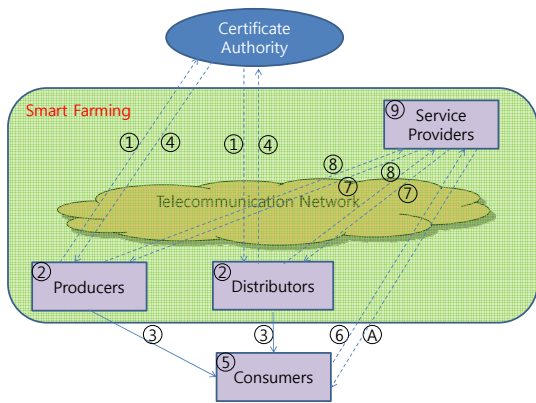 Certificate
Authority
Smart Farming
⑨
Service
Providers
①
④
①
④
⑧
⑧
⑦
⑦
Telecommunication Network
②
Producers
②
Distributors
③
③
⑥
Ⓐ
⑤
Consumers